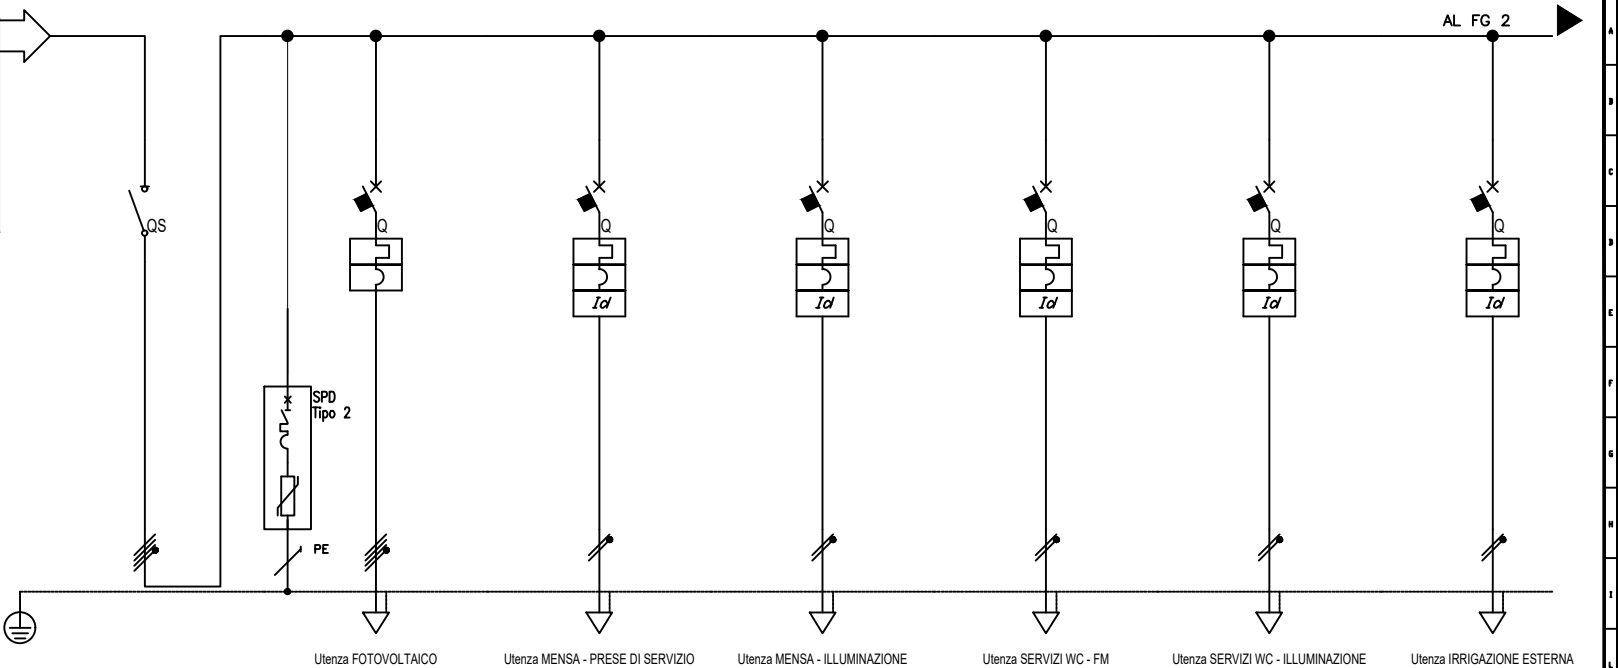 AL FG 2
A
B
C
QS
Q
Q
Q
Q
Q
Q
D
Id
Id
Id
Id
Id
E
F
SPD
Tipo 2
G
H
PE
I
Utenza FOTOVOLTAICO
Utenza MENSA - PRESE DI SERVIZIO
Utenza MENSA - ILLUMINAZIONE
Utenza SERVIZI WC - FM
Utenza SERVIZI WC - ILLUMINAZIONE
Utenza IRRIGAZIONE ESTERNA